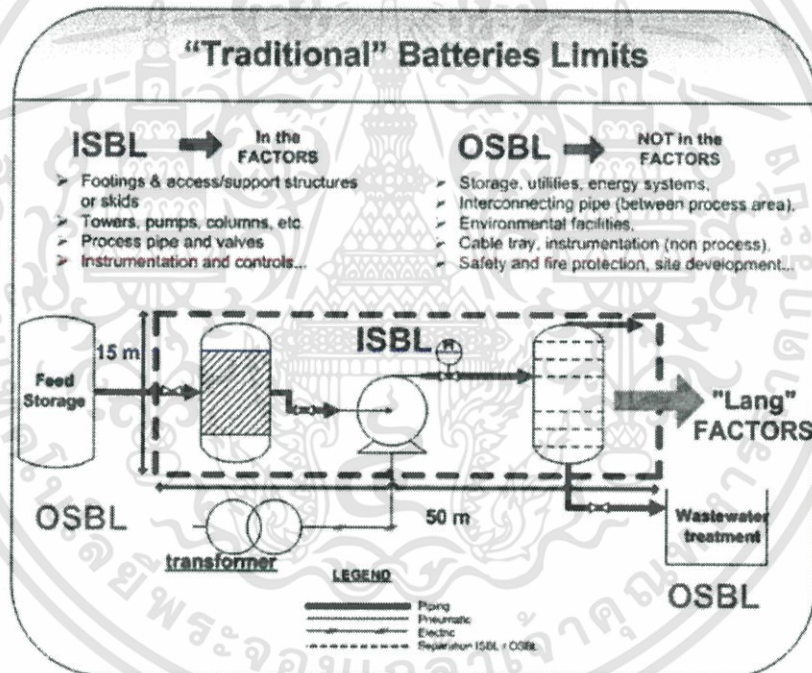 "Traditional" Batteries Limits
ISBL
In the
FACTORS
➢ Footings & access/support structures
or skids
➢ Towers, pumps, columns, etc.
➢ Process pipe and valves
➢ Instrumentation and controls...
OSBL
NOT in the
FACTORS
➢ Storage, utilities, energy systems,
➢ Interconnecting pipe (between process area),
➢ Environmental facilities,
➢ Cable tray, instrumentation (non process),
➢ Safety and fire protection, site development...
Feed
Storage
15 m
ISBL
"Lang"
FACTORS
OSBL
transformer
50 m
Wastewater
treatment
OSBL
LEGEND
Piping
Pneumatic
Electric
Separation ISBL / OSBL